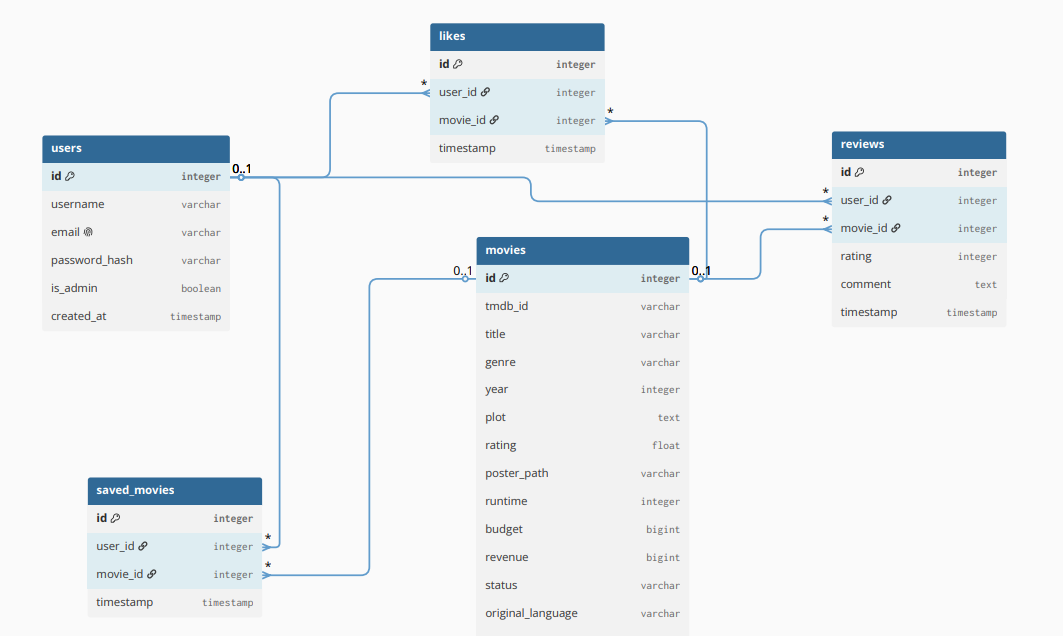 likes
id integer
* user_id integer
movie_id integer *
timestamp timestamp
users
id integer 0..1
username varchar
email varchar
password_hash varchar
is_admin boolean
created_at timestamp
reviews
id integer
* user_id integer
* movie_id integer
rating integer
comment text
timestamp timestamp
movies
0..1 id integer 0..1
tmdb_id varchar
title varchar
genre varchar
year integer
plot text
rating float
poster_path varchar
runtime integer
budget bigint
revenue bigint
status varchar
original_language varchar
saved_movies
id integer
user_id integer *
movie_id integer *
timestamp timestamp